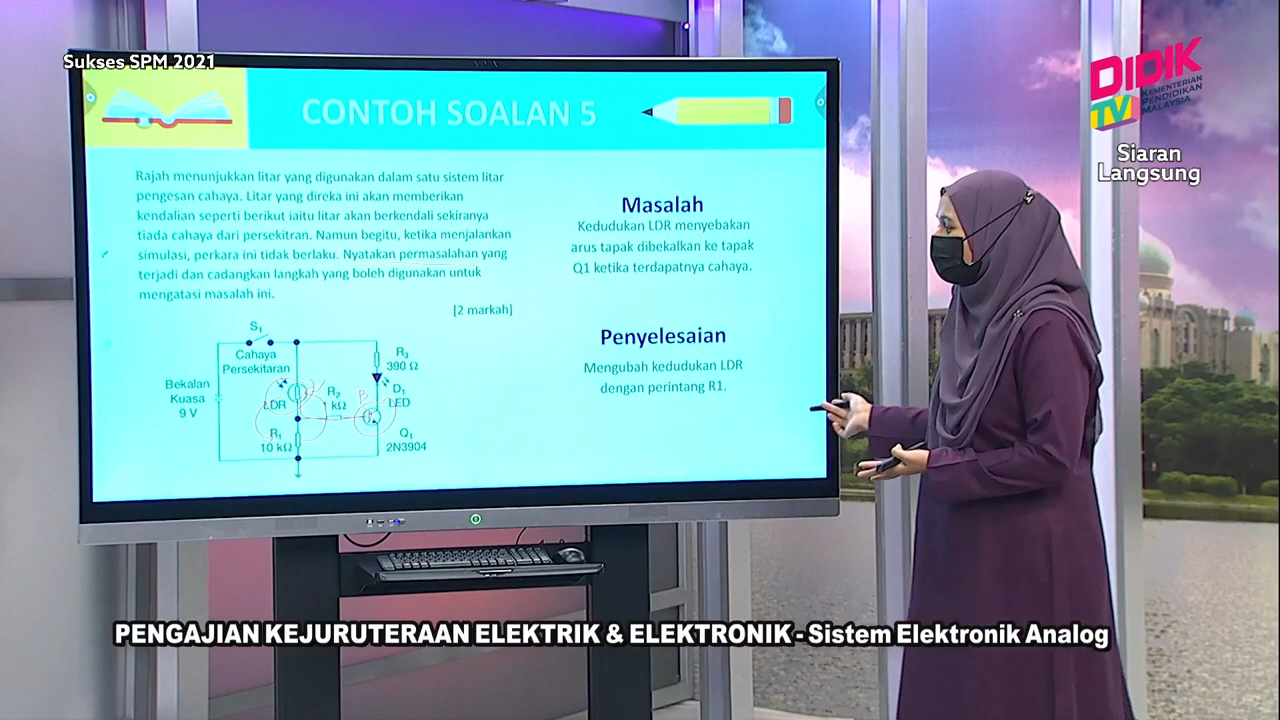 Sukses SPM 2021
DIDIK
TV
KEMENTERIAN
PENDIDIKAN
MALAYSIA
Siaran
Langsung
CONTOH SOALAN 5
Rajah menunjukkan litar yang digunakan dalam satu sistem litar
pengesan cahaya. Litar yang direka ini akan memberikan
kendalian seperti berikut iaitu litar akan berkendali sekiranya
tiada cahaya dari persekitran. Namun begitu, ketika menjalankan
simulasi, perkara ini tidak berlaku. Nyatakan permasalahan yang
terjadi dan cadangkan langkah yang boleh digunakan untuk
mengatasi masalah ini.
[2 markah]
S1
Cahaya
Persekitaran
Bekalan
Kuasa
9 V
LDR
R1
10 kΩ
R2
1 kΩ
R3
390 Ω
D1
LED
Q1
2N3904
B
Masalah
Kedudukan LDR menyebakan
arus tapak dibekalkan ke tapak
Q1 ketika terdapatnya cahaya.
Penyelesaian
Mengubah kedudukan LDR
dengan perintang R1.
PENGAJIAN KEJURUTERAAN ELEKTRIK & ELEKTRONIK - Sistem Elektronik Analog